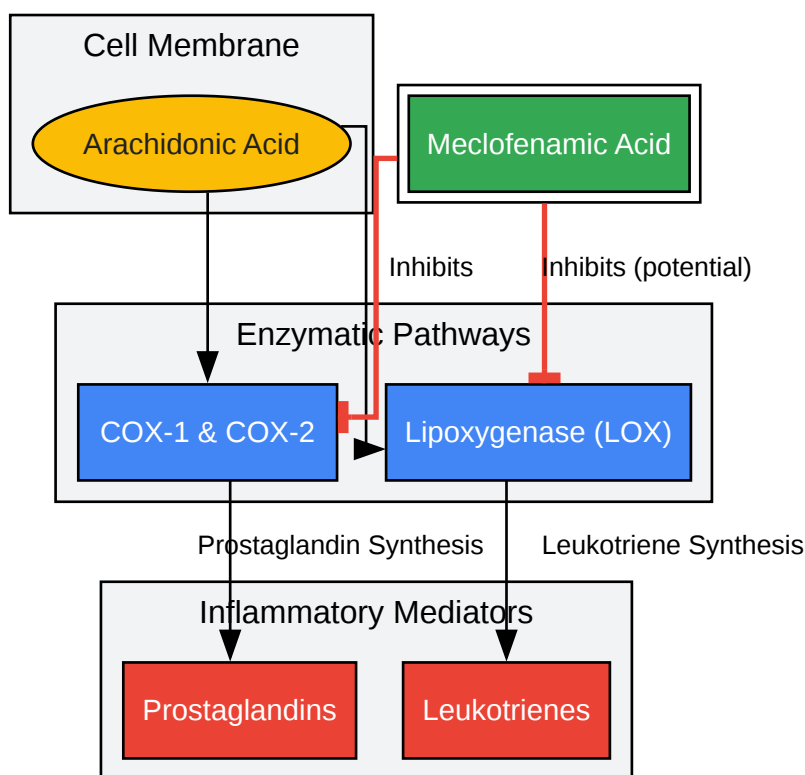 Cell Membrane
Arachidonic Acid
Meclofenamic Acid
Inhibits
Inhibits (potential)
Enzymatic Pathways
COX-1 & COX-2
Lipoxygenase (LOX)
Prostaglandin Synthesis
Leukotriene Synthesis
Inflammatory Mediators
Prostaglandins
Leukotrienes